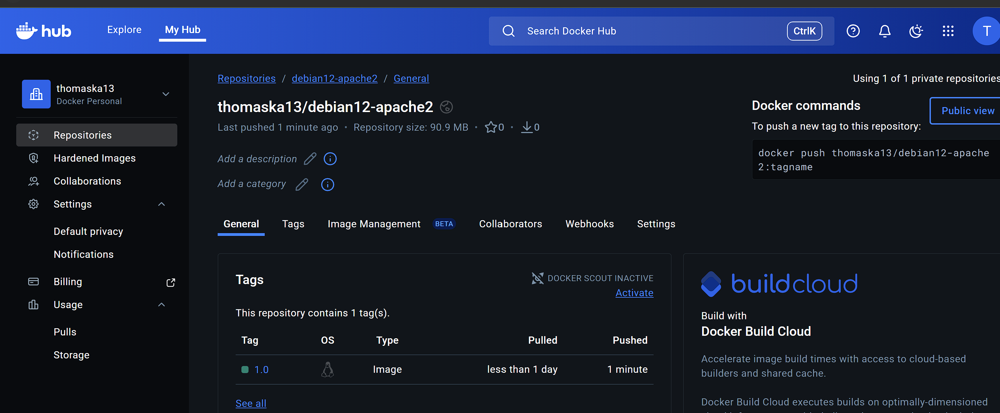 hub
Explore
My Hub
Search Docker Hub
CtrlK
T
thomaska13
Docker Personal
Repositories
Hardened Images
Collaborations
Settings
Default privacy
Notifications
Billing
Usage
Pulls
Storage
Repositories / debian12-apache2 / General
Using 1 of 1 private repositories
thomaska13/debian12-apache2
Last pushed 1 minute ago • Repository size: 90.9 MB • 0 • 0
Add a description
Add a category
Docker commands
Public view
To push a new tag to this repository:
docker push thomaska13/debian12-apache
2:tagname
General
Tags
Image Management BETA
Collaborators
Webhooks
Settings
Tags
DOCKER SCOUT INACTIVE
Activate
This repository contains 1 tag(s).
Tag OS Type Pulled Pushed
1.0 Image less than 1 day 1 minute
See all
buildcloud
Build with
Docker Build Cloud
Accelerate image build times with access to cloud-based
builders and shared cache.
Docker Build Cloud executes builds on optimally-dimensioned